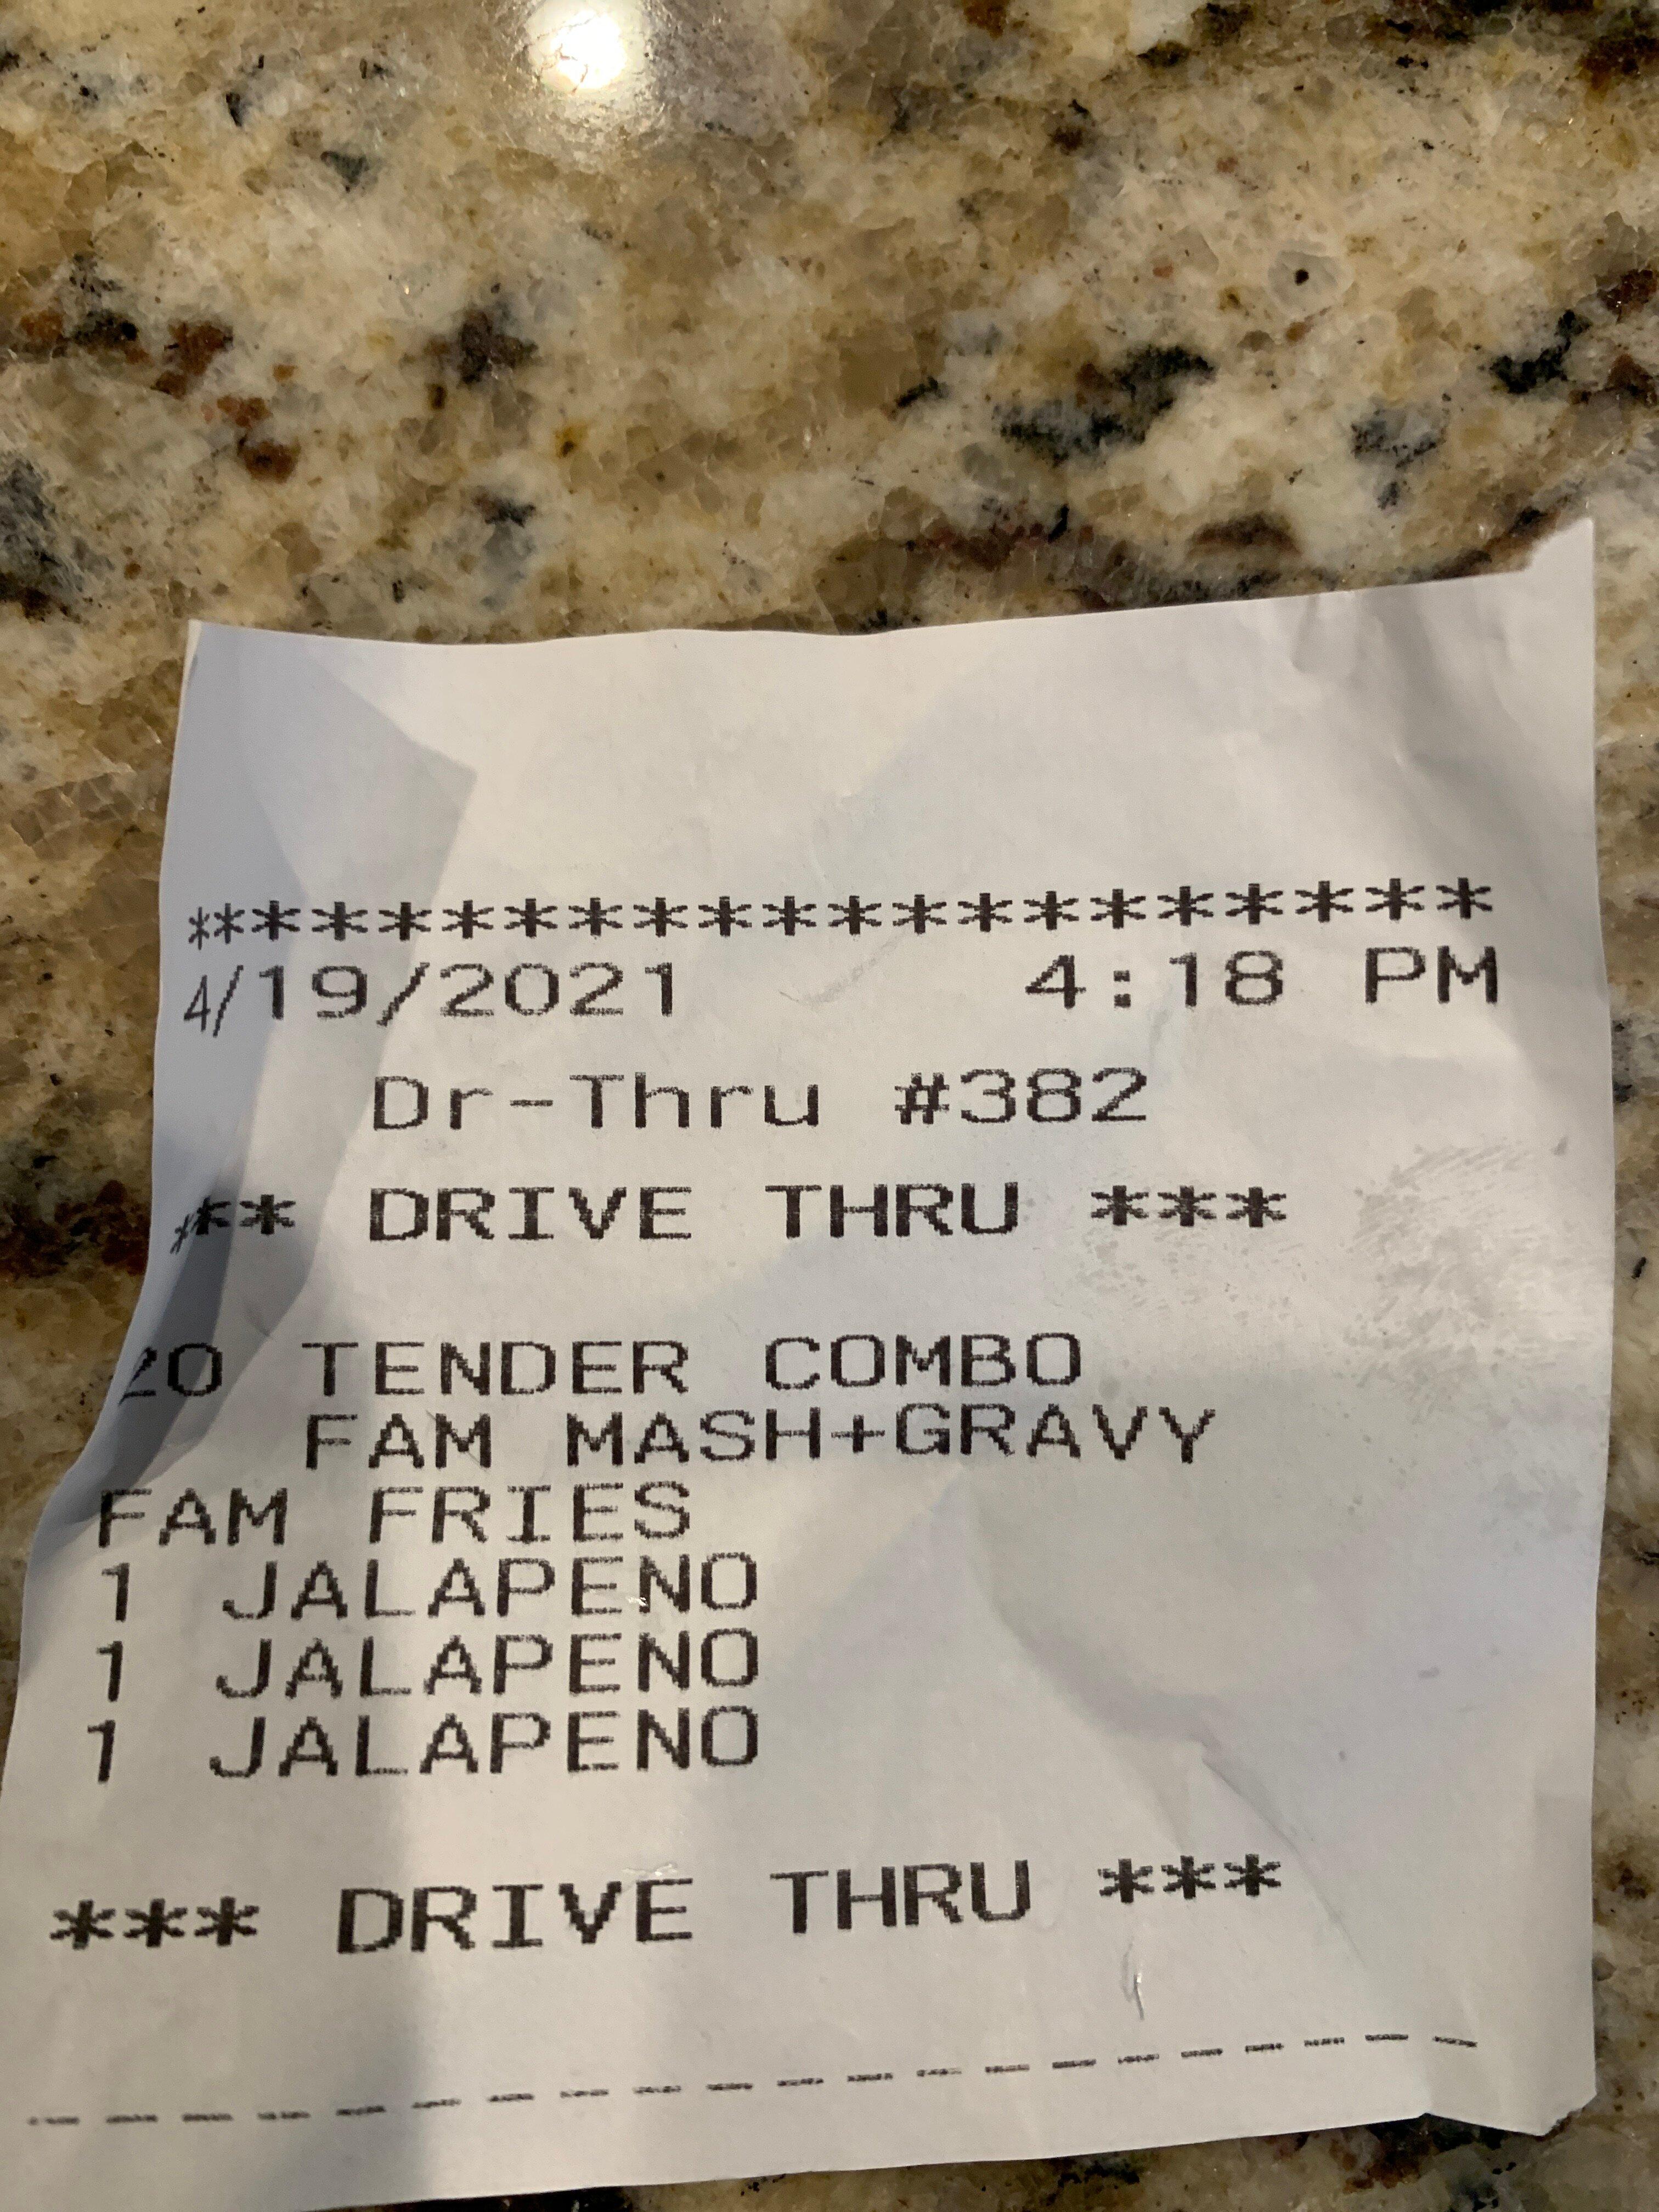 *********************
4/19/2021 4:18 PM
Dr-Thru #382
*** DRIVE THRU ***
20 TENDER COMBO
FAM MASH+GRAVY
FAM FRIES
1 JALAPENO
1 JALAPENO
1 JALAPENO
*** DRIVE THRU ***